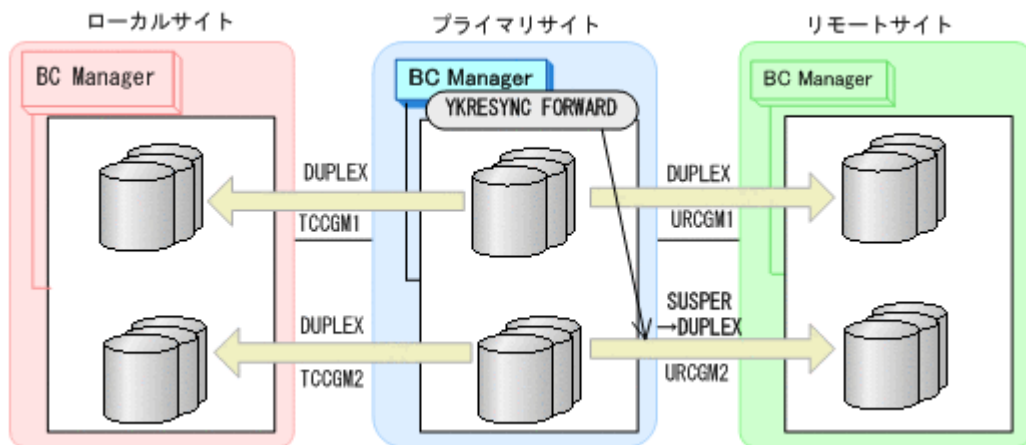 ローカルサイト
プライマリサイト
リモートサイト
BC Manager
BC Manager
BC Manager
YKRESYNC FORWARD
DUPLEX
TCCGM1
DUPLEX
URCGM1
DUPLEX
TCCGM2
SUSPER
→DUPLEX
URCGM2